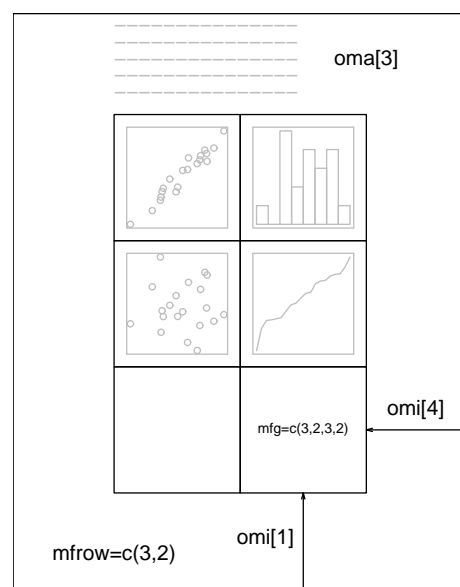 oma[3]
omi[4]
mfg=c(3,2,3,2)
omi[1]
mfrow=c(3,2)